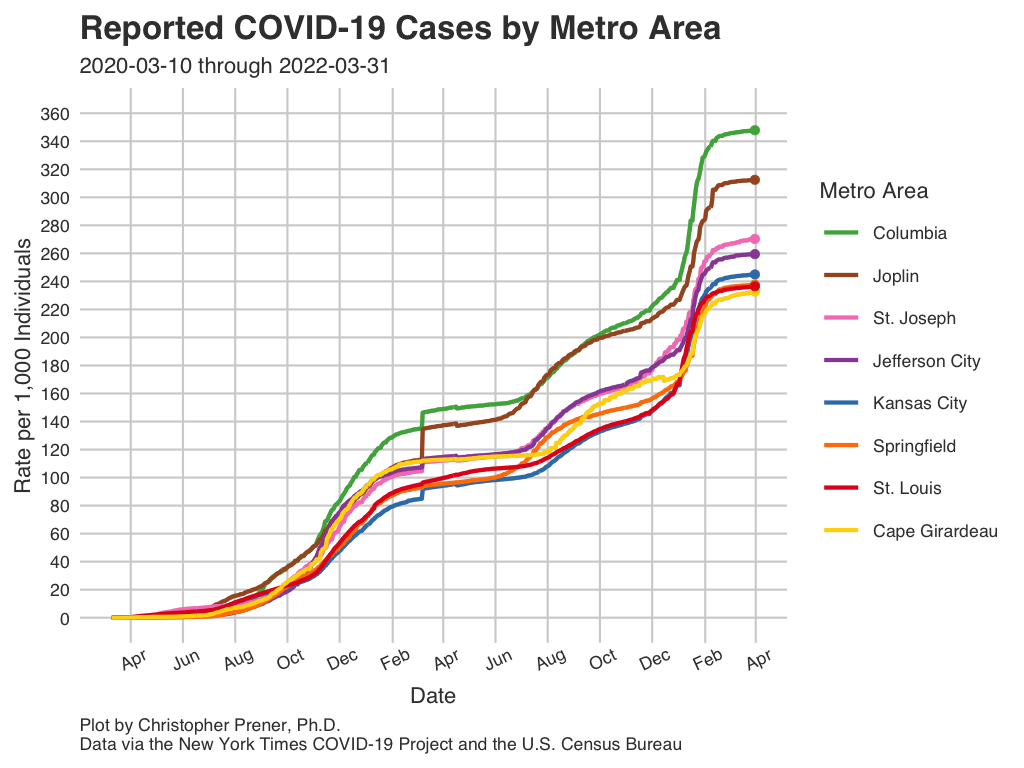 Reported COVID-19 Cases by Metro Area
2020-03-10 through 2022-03-31
360
340
320
300
280
260
240
220
200
180
160
140
120
100
80
60
40
20
0
Rate per 1,000 Individuals
Apr Jun Aug Oct Dec Feb Apr Jun Aug Oct Dec Feb Apr
Date
Metro Area
Columbia
Joplin
St. Joseph
Jefferson City
Kansas City
Springfield
St. Louis
Cape Girardeau
Plot by Christopher Prener, Ph.D.
Data via the New York Times COVID-19 Project and the U.S. Census Bureau